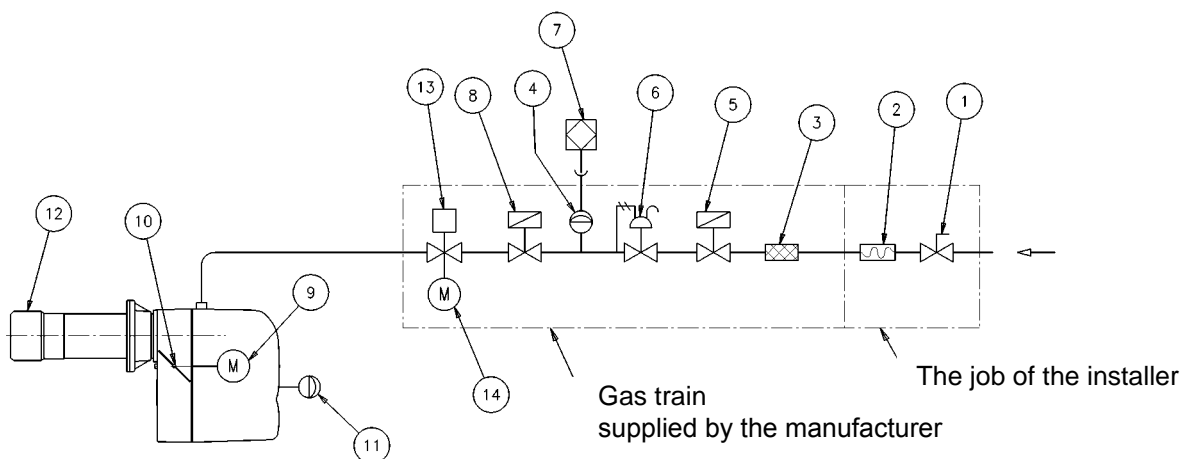 7
13
8
4
6
5
3
2
1
12
10
9
M
M
14
11
Gas train
supplied by the manufacturer
The job of the installer